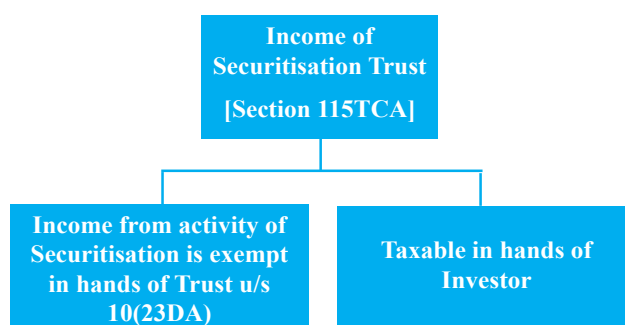 Income of
Securitisation Trust
[Section 115TCA]
Income from activity of
Securitisation is exempt
in hands of Trust u/s
10(23DA)
Taxable in hands of
Investor